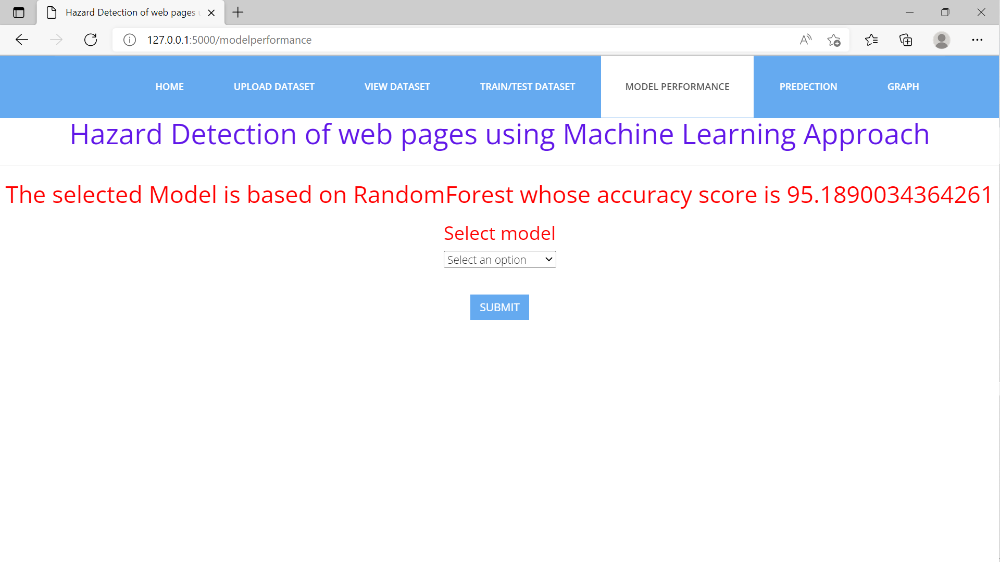 Hazard Detection of web pages
127.0.0.1:5000/modelperformance
HOME UPLOAD DATASET VIEW DATASET TRAIN/TEST DATASET MODEL PERFORMANCE PREDECTION GRAPH
Hazard Detection of web pages using Machine Learning Approach
The selected Model is based on RandomForest whose accuracy score is 95.1890034364261
Select model
Select an option
SUBMIT